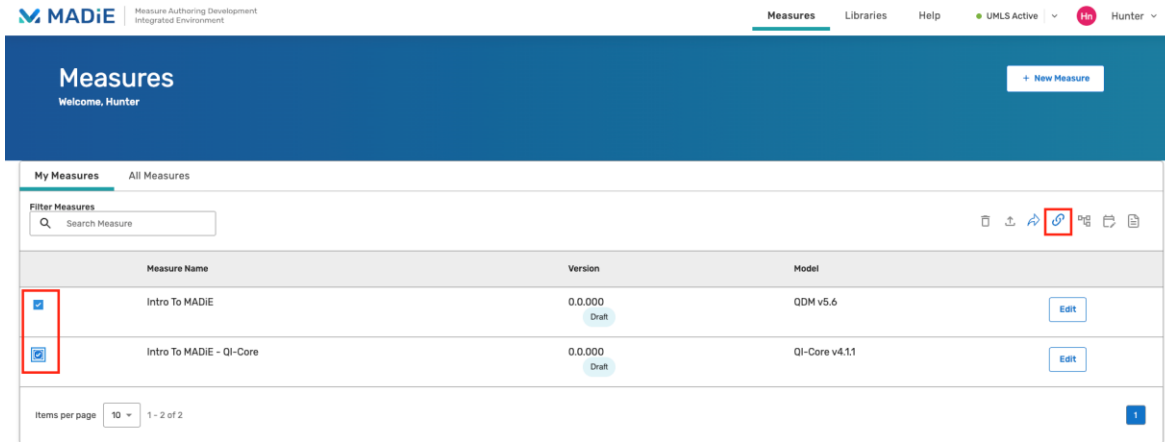 MADiE
Measure Authoring Development
Integrated Environment
Measures
Libraries
Help
UMLS Active
Hn
Hunter
Measures
Welcome, Hunter
+ New Measure
My Measures
All Measures
Filter Measures
Search Measure
Measure Name
Version
Model
Intro To MADiE
0.0.000
Draft
QDM v5.6
Edit
Intro To MADiE - QI-Core
0.0.000
Draft
QI-Core v4.1.1
Edit
Items per page
10
1 - 2 of 2
1